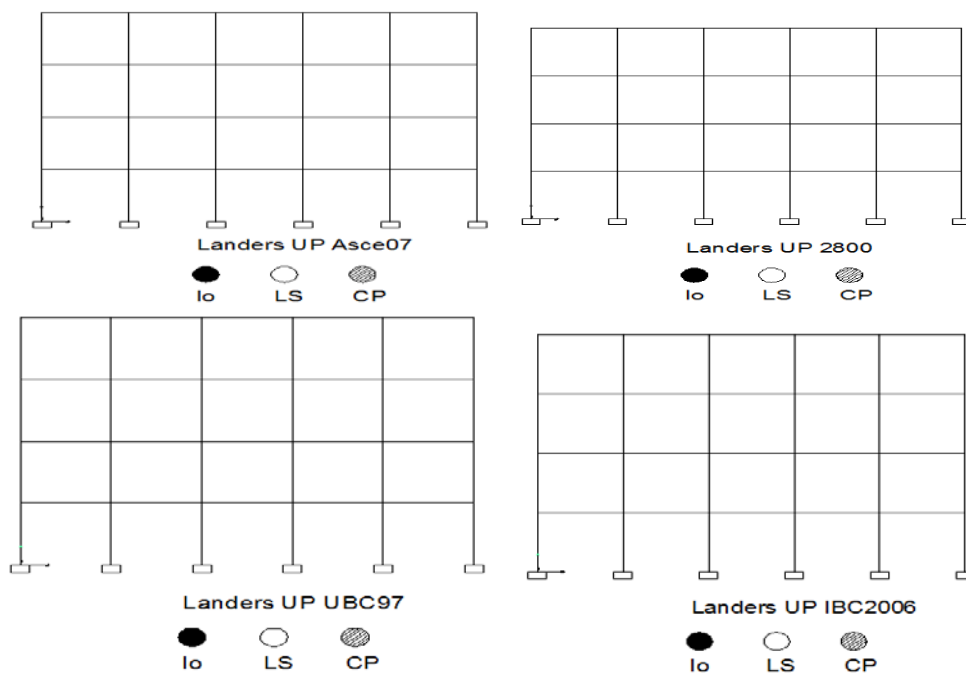 Landers UP Asce07
Io LS CP
Landers UP 2800
Io LS CP
Landers UP UBC97
Io LS CP
Landers UP IBC2006
Io LS CP